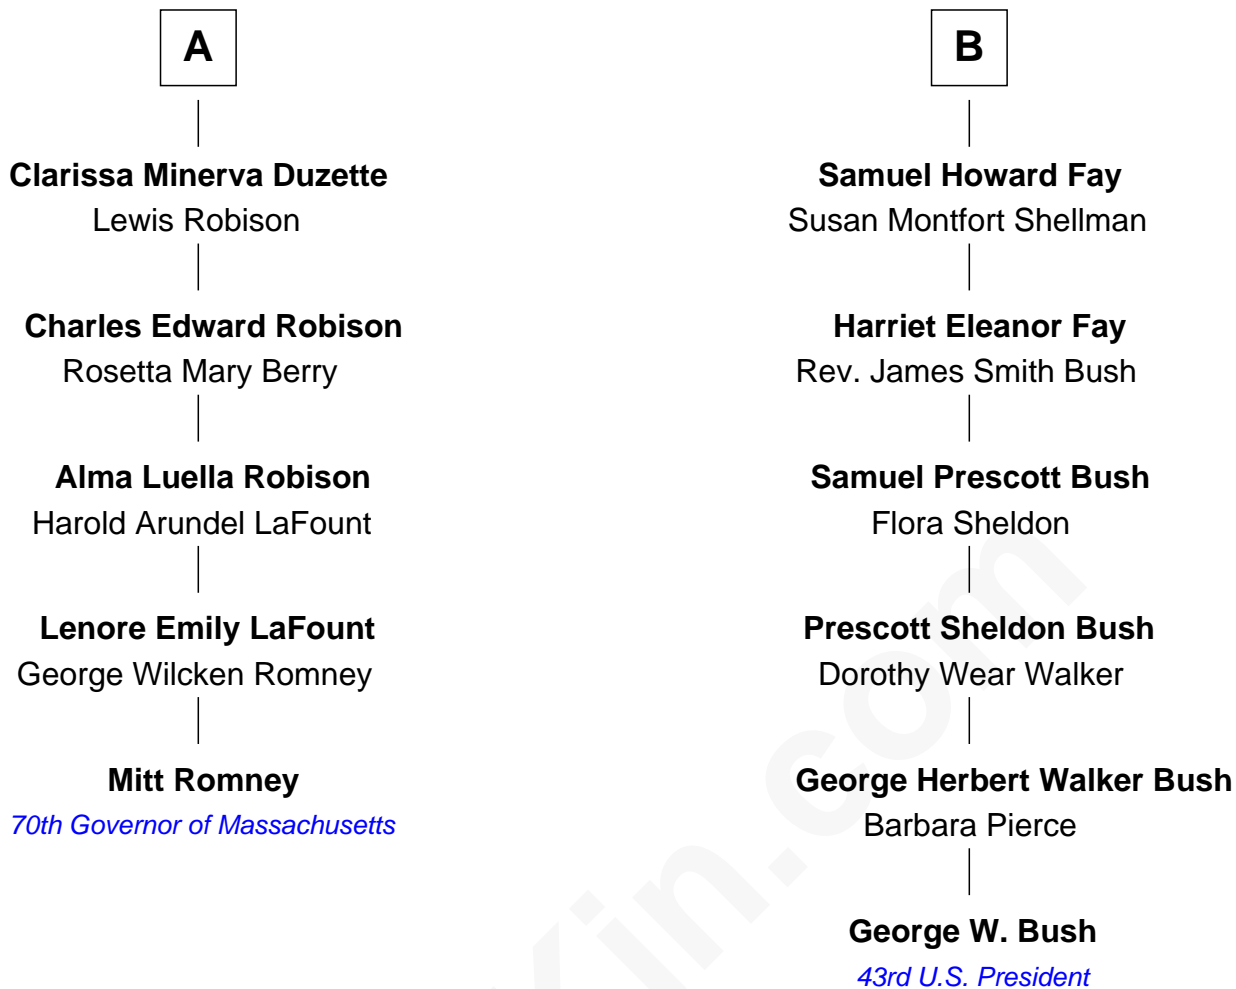 A
Clarissa Minerva Duzette
Lewis Robison
Charles Edward Robison
Rosetta Mary Berry
Alma Luella Robison
Harold Arundel LaFount
Lenore Emily LaFount
George Wilcken Romney
Mitt Romney
70th Governor of Massachusetts
B
Samuel Howard Fay
Susan Montfort Shellman
Harriet Eleanor Fay
Rev. James Smith Bush
Samuel Prescott Bush
Flora Sheldon
Prescott Sheldon Bush
Dorothy Wear Walker
George Herbert Walker Bush
Barbara Pierce
George W. Bush
43rd U.S. President
Kin.com